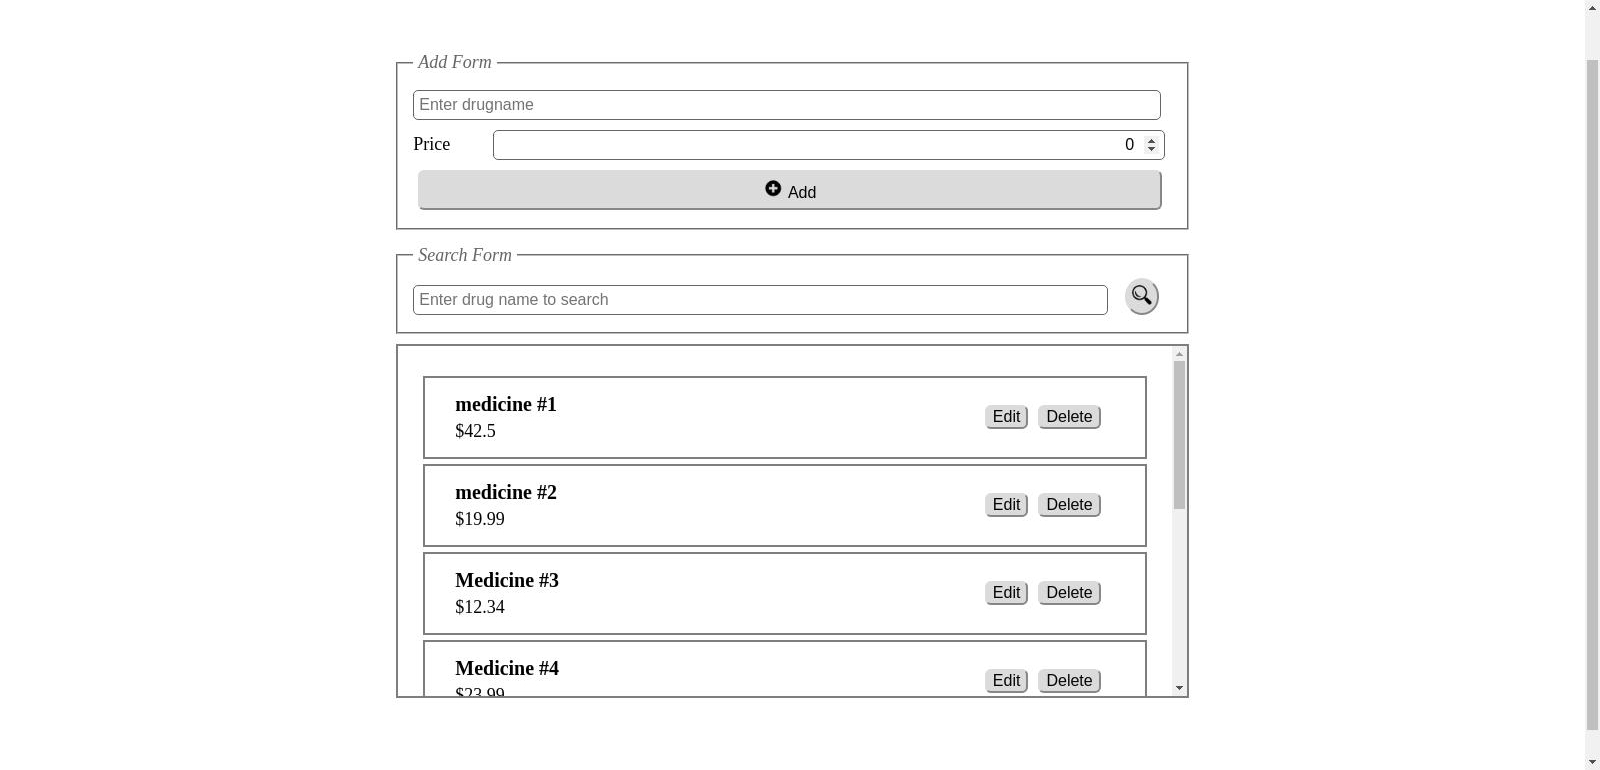 Add Form
Enter drugname
Price 0
Add
Search Form
Enter drug name to search
medicine #1
$42.5
Edit Delete
medicine #2
$19.99
Edit Delete
Medicine #3
$12.34
Edit Delete
Medicine #4
$23.99
Edit Delete